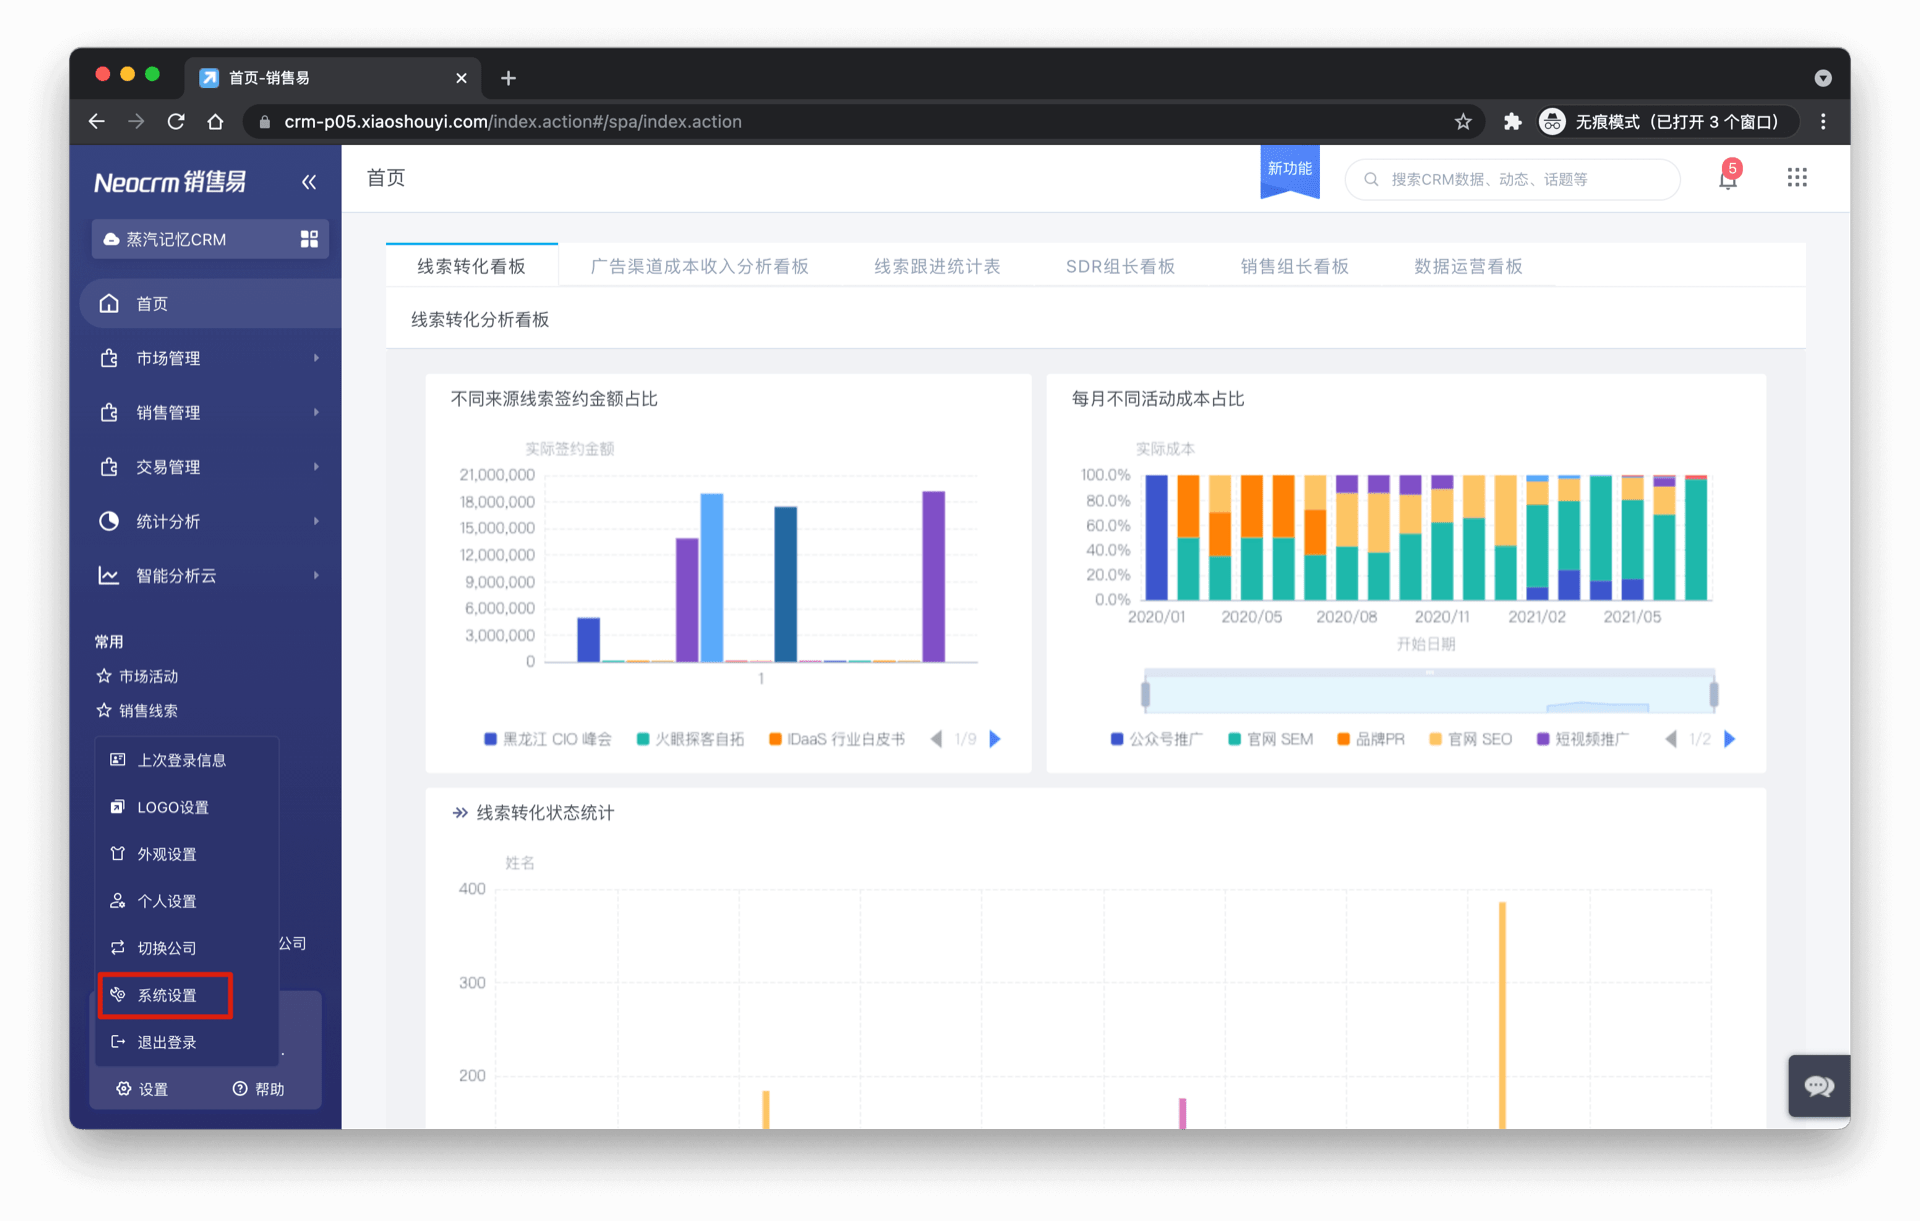 首页-销售易
crm-p05.xiaoshouyi.com/index.action#/spa/index.action
无痕模式（已打开 3 个窗口）
Neocrm 销售易
蒸汽记忆CRM
首页
市场管理
销售管理
交易管理
统计分析
智能分析云
常用
市场活动
销售线索
上次登录信息
LOGO设置
外观设置
个人设置
切换公司
公司
系统设置
退出登录
设置
帮助
首页
新功能
搜索CRM数据、动态、话题等
5
线索转化看板
广告渠道成本收入分析看板
线索跟进统计表
SDR组长看板
销售组长看板
数据运营看板
线索转化分析看板
不同来源线索签约金额占比
实际签约金额
21,000,000
18,000,000
15,000,000
12,000,000
9,000,000
6,000,000
3,000,000
0
1
黑龙江 CIO 峰会
火眼探客自拓
IDaaS 行业白皮书
1/9
每月不同活动成本占比
实际成本
100.0%
80.0%
60.0%
40.0%
20.0%
0.0%
2020/01
2020/05
2020/08
2020/11
2021/02
2021/05
开始日期
公众号推广
官网 SEM
品牌PR
官网 SEO
短视频推广
1/2
线索转化状态统计
姓名
400
300
200